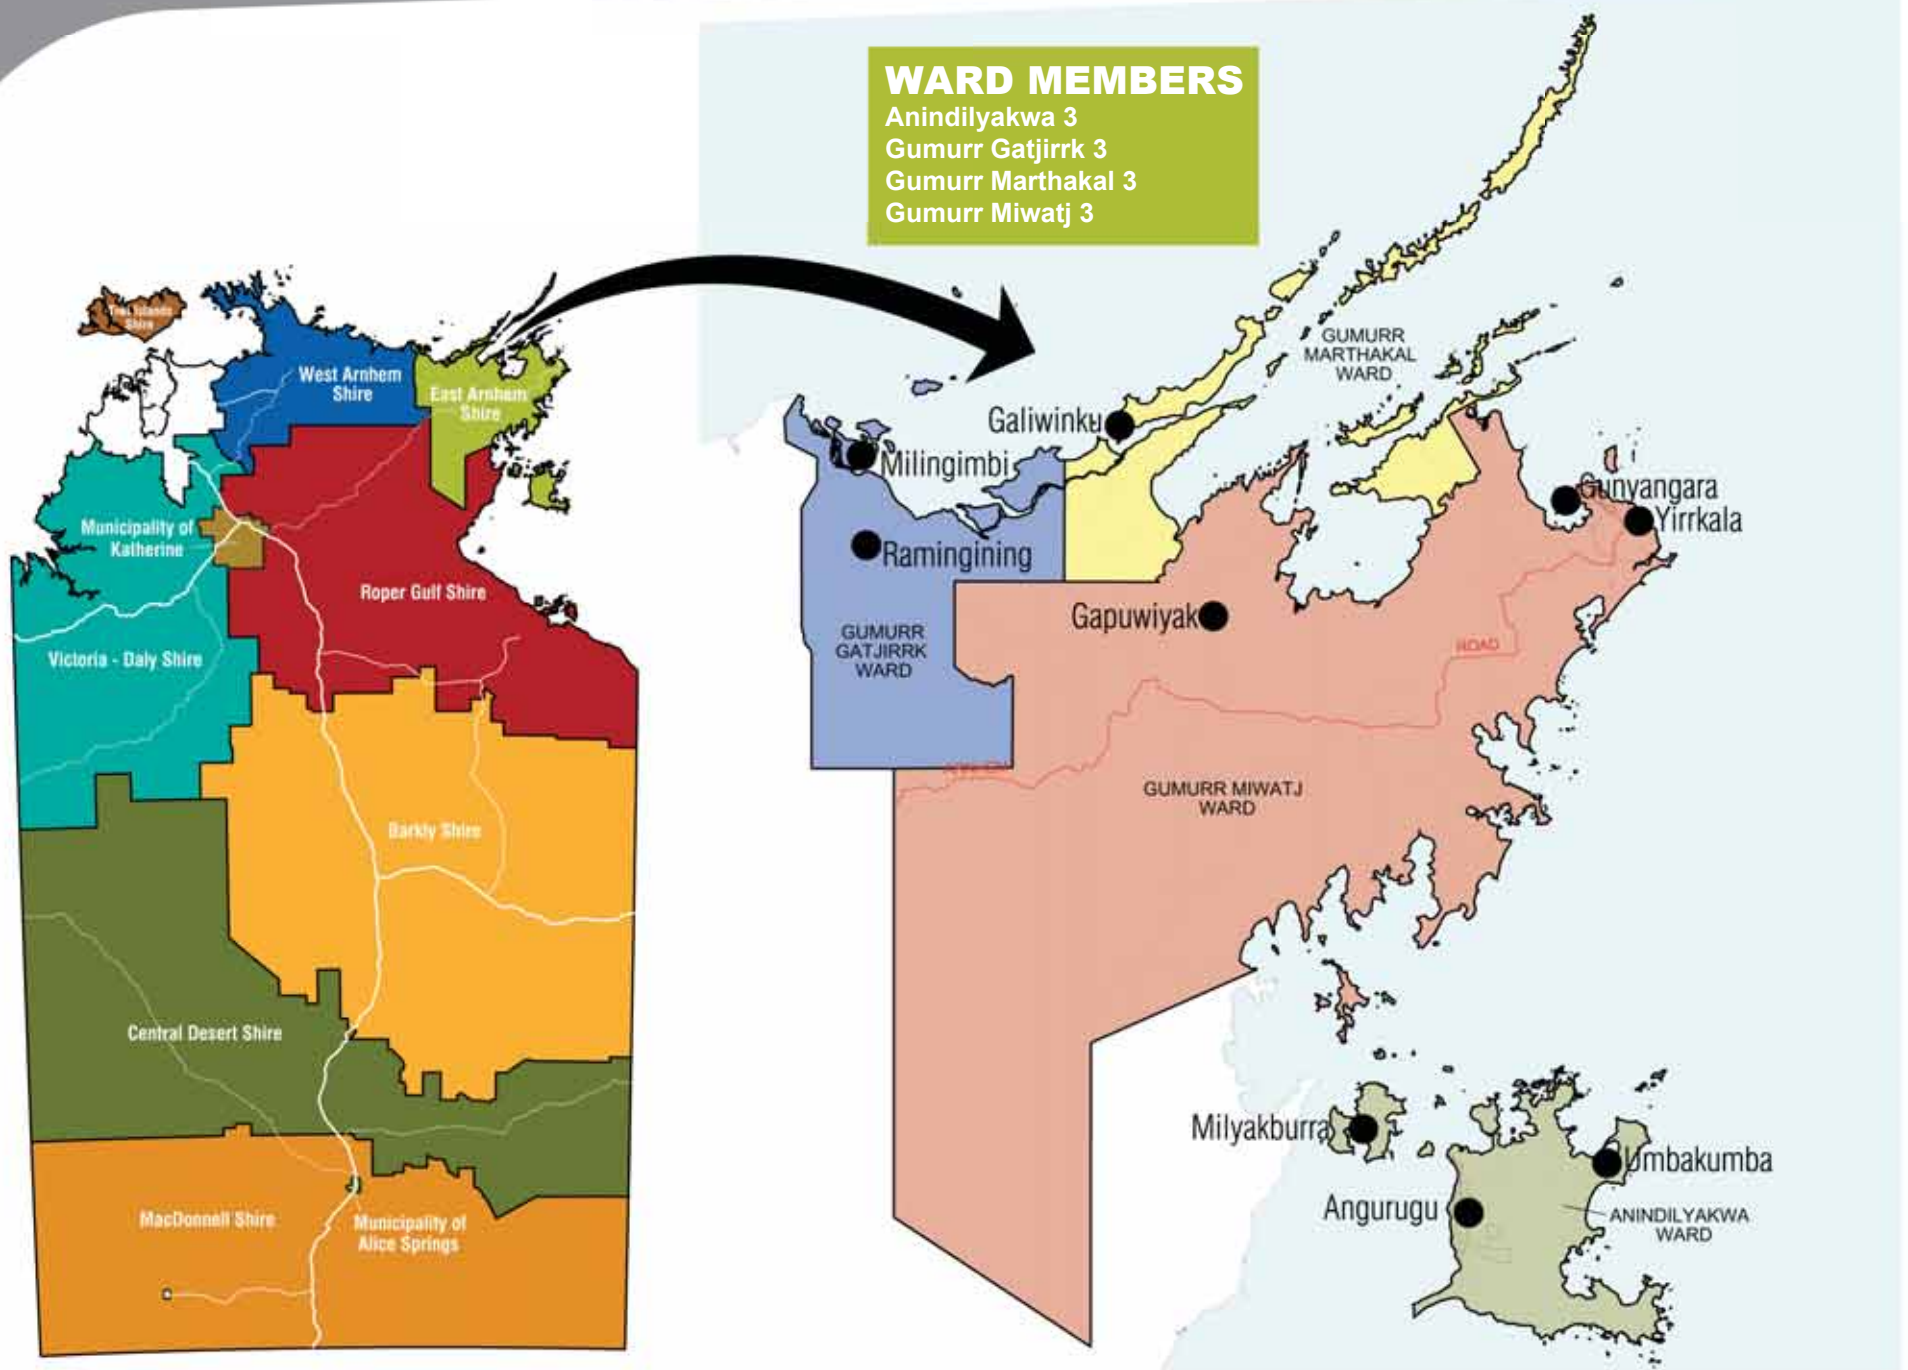 WARD MEMBERS
Anindilyakwa 3
Gumurr Gatjirrk 3
Gumurr Marthakal 3
Gumurr Miwatj 3
Tiwi Islands
Shire
West Arnhem
Shire
East Arnhem
Shire
Municipality of
Katherine
Roper Gulf Shire
Victoria - Daly Shire
Barkly Shire
Central Desert Shire
MacDonnell Shire
Municipality of
Alice Springs
GUMURR
MARTHAKAL
WARD
Galiwinku
Milingimbi
Ramingining
Gunyangara
Yirrkala
Gapuwiyak
GUMURR
GATJIRRK
WARD
ROAD
GUMURR MIWATJ
WARD
Milyakburra
Umbakumba
Angurugu
ANINDILYAKWA
WARD